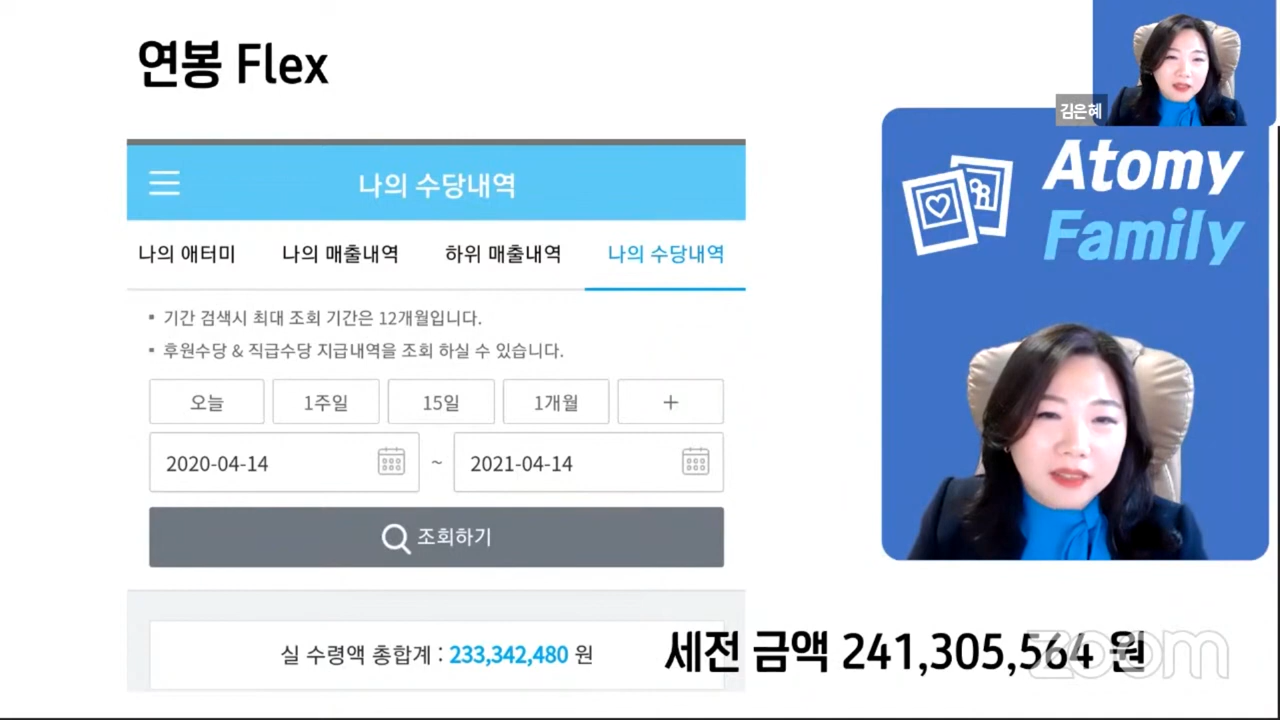 연봉 Flex
김은혜
Atomy
Family
나의 수당내역
나의 애터미 나의 매출내역 하위 매출내역 나의 수당내역
▪ 기간 검색시 최대 조회 기간은 12개월입니다.
▪ 후원수당 & 직급수당 지급내역을 조회 하실 수 있습니다.
오늘 1주일 15일 1개월 +
2020-04-14 ~ 2021-04-14
조회하기
실 수령액 총합계 : 233,342,480 원
세전 금액 241,305,564 원
zoom